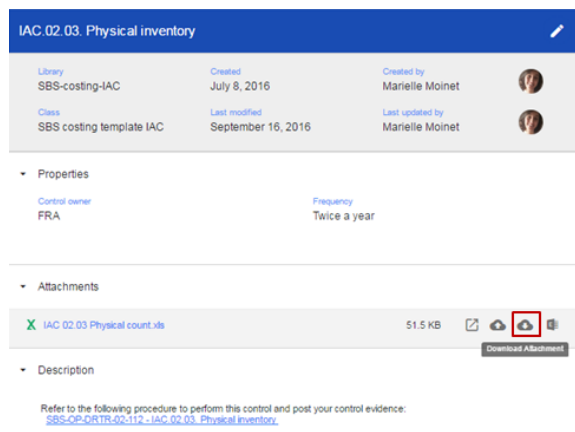 IAC.02.03. Physical inventory
Library
SBS-costing-IAC
Created
July 8, 2016
Created by
Marielle Moinet
Class
SBS costing template IAC
Last modified
September 16, 2016
Last updated by
Marielle Moinet
Properties
Control owner
FRA
Frequency
Twice a year
Attachments
IAC 02.03 Physical count.xls
51.5 KB
Download Attachment
Description
Refer to the following procedure to perform this control and post your control evidence:
SBS-OP-DRTR-02-112 - IAC.02.03. Physical inventory